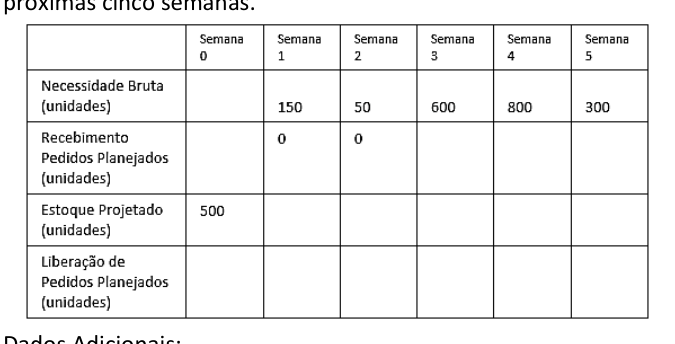 próximas cinco semanas.
Semana 0 Semana 1 Semana 2 Semana 3 Semana 4 Semana 5
Necessidade Bruta (unidades) 150 50 600 800 300
Recebimento Pedidos Planejados (unidades) 0 0
Estoque Projetado (unidades) 500
Liberação de Pedidos Planejados (unidades)
Dados Adicionais: